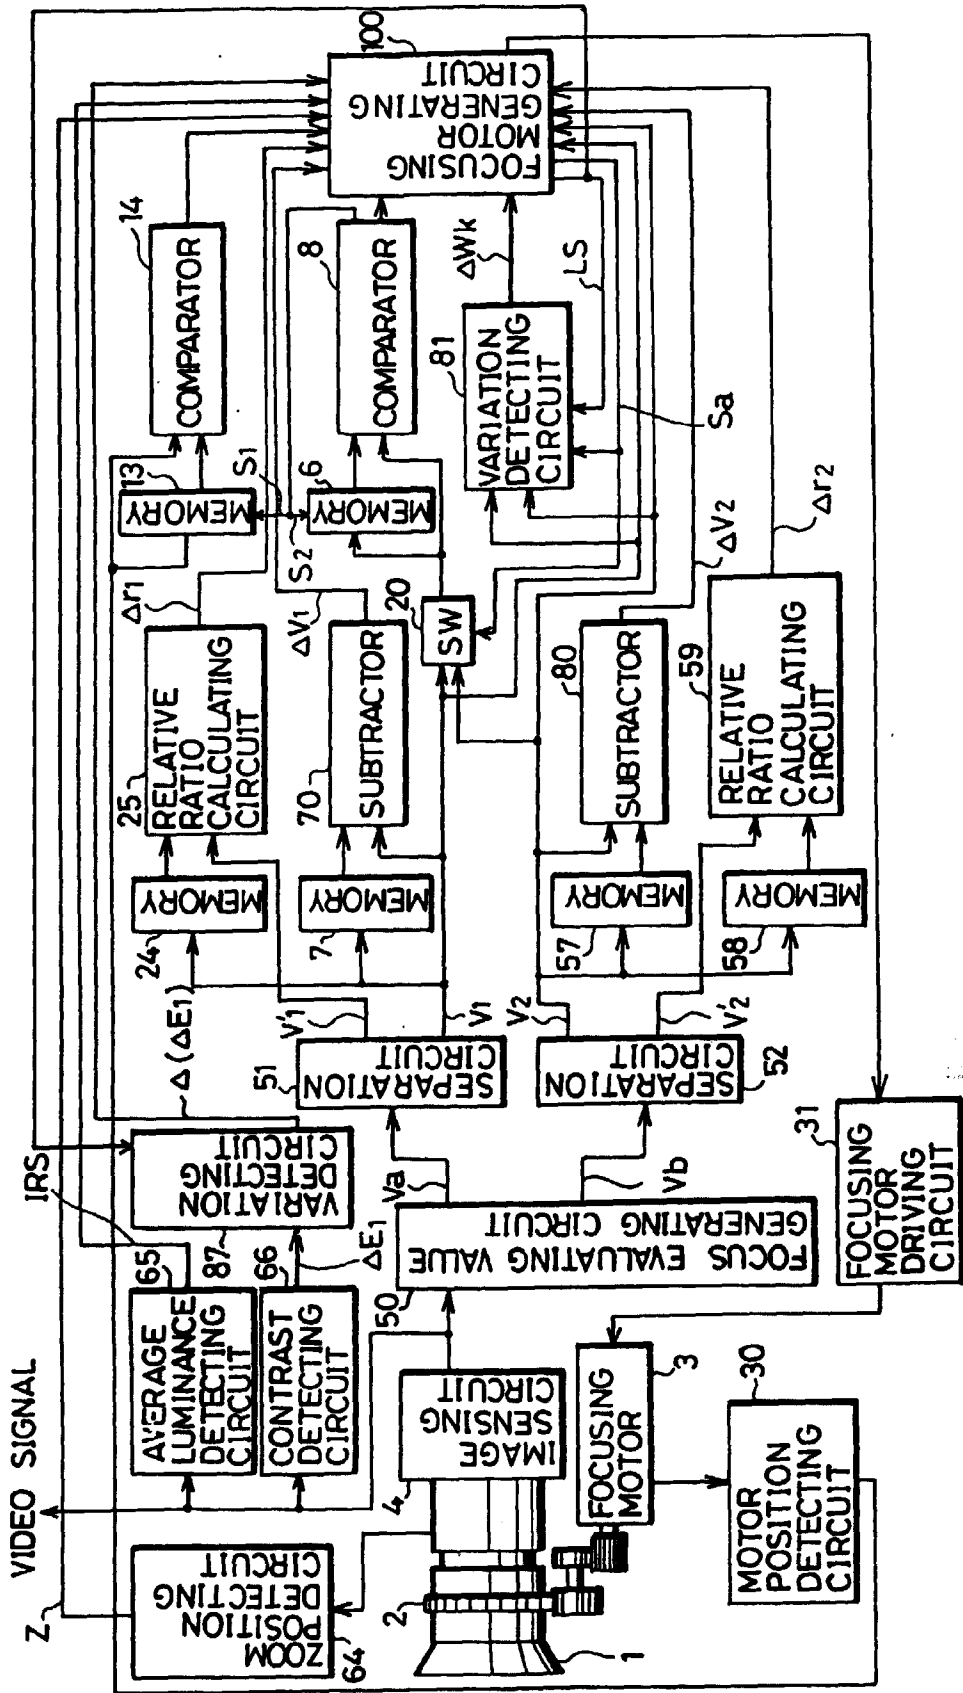 VIDEO SIGNAL
Z
IRS
ZOOM
POSITION
DETECTING
CIRCUIT
64
AVERAGE
LUMINANCE
DETECTING
CIRCUIT
65
CONTRAST
DETECTING
CIRCUIT
66
VARIATION
DETECTING
CIRCUIT
87
ΔE1
Δ(ΔE1)
1
2
IMAGE
SENSING
CIRCUIT
4
FOCUSING
MOTOR
3
MOTOR
POSITION
DETECTING
CIRCUIT
30
FOCUSING
MOTOR
DRIVING
CIRCUIT
31
FOCUS EVALUATING VALUE
GENERATING CIRCUIT
50
Va
Vb
SEPARATION
CIRCUIT
51
SEPARATION
CIRCUIT
52
V'1
V1
V2
V'2
MEMORY
24
MEMORY
7
MEMORY
57
MEMORY
58
RELATIVE
RATIO
CALCULATING
CIRCUIT
25
Δr1
SUBTRACTOR
70
ΔV1
SUBTRACTOR
80
ΔV2
RELATIVE
RATIO
CALCULATING
CIRCUIT
59
Δr2
SW
20
MEMORY
13
S1
S2
MEMORY
6
COMPARATOR
14
COMPARATOR
8
VARIATION
DETECTING
CIRCUIT
81
ΔWk
LS
Sa
FOCUSING
MOTOR
GENERATING
CIRCUIT
100